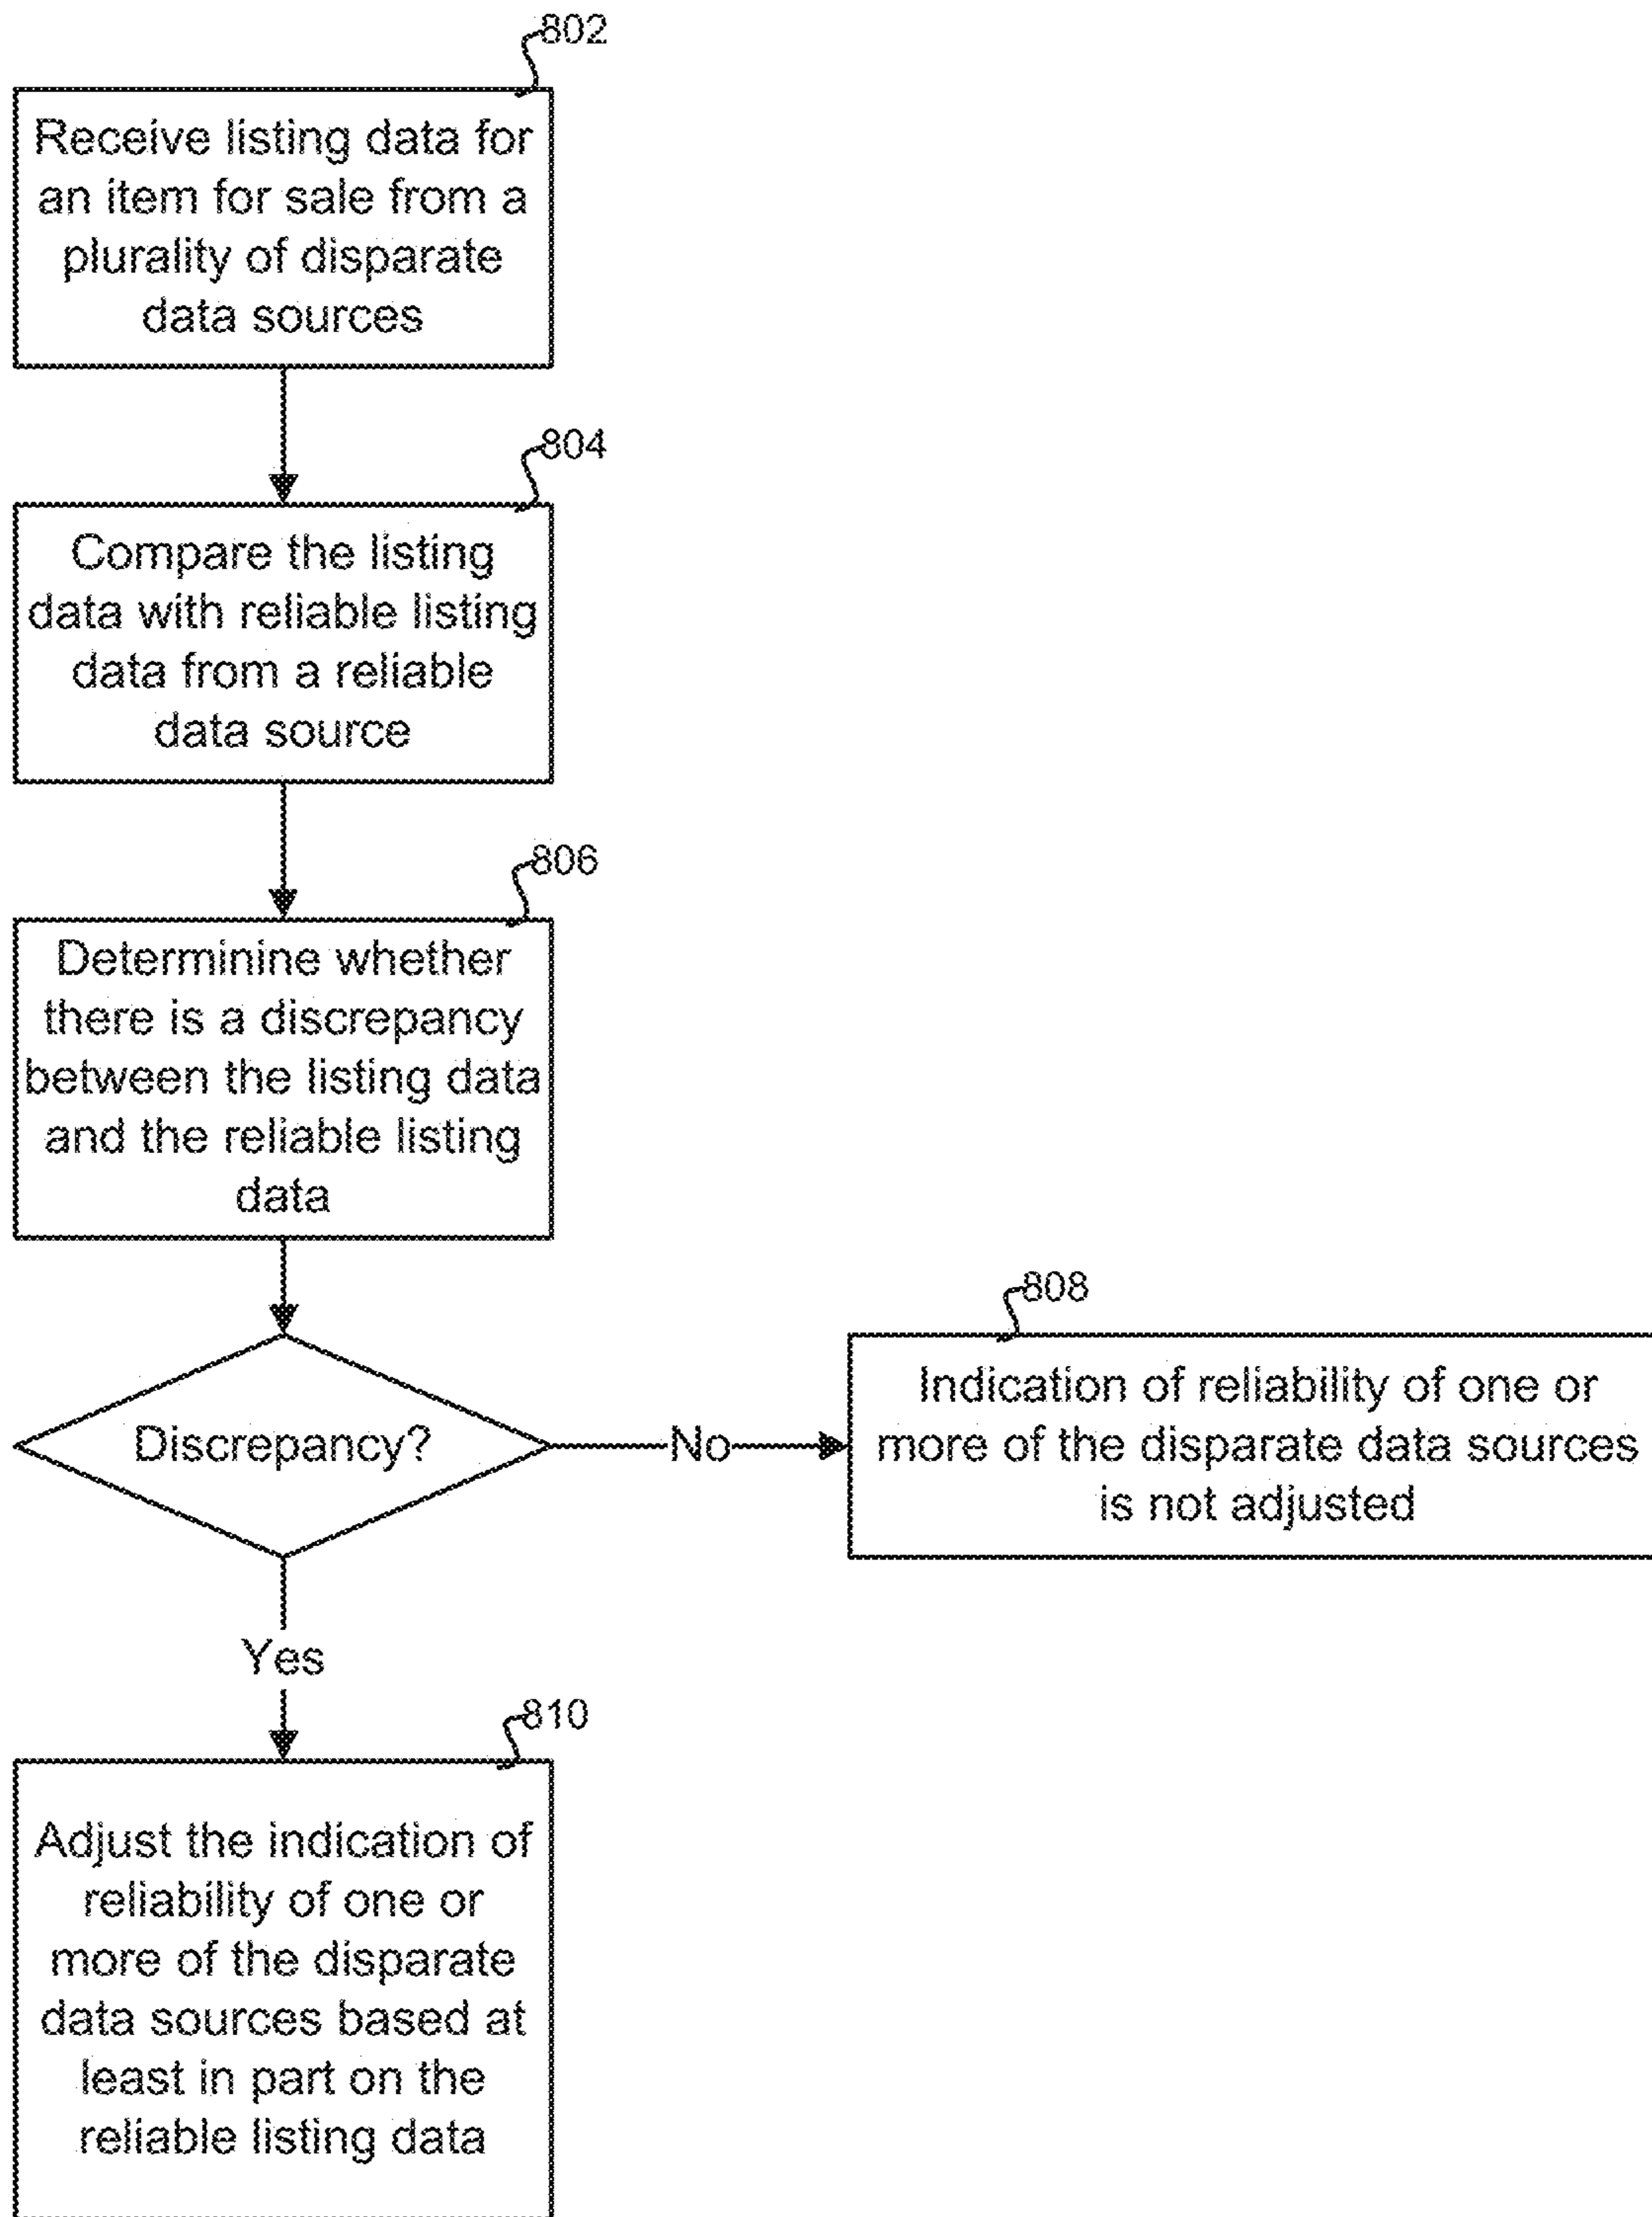 802
Receive listing data for
an item for sale from a
plurality of disparate
data sources
804
Compare the listing
data with reliable listing
data from a reliable
data source
806
Determinine whether
there is a discrepancy
between the listing data
and the reliable listing
data
808
Discrepancy?
No
Indication of reliability of one or
more of the disparate data sources
is not adjusted
Yes
810
Adjust the indication of
reliability of one or
more of the disparate
data sources based at
least in part on the
reliable listing data